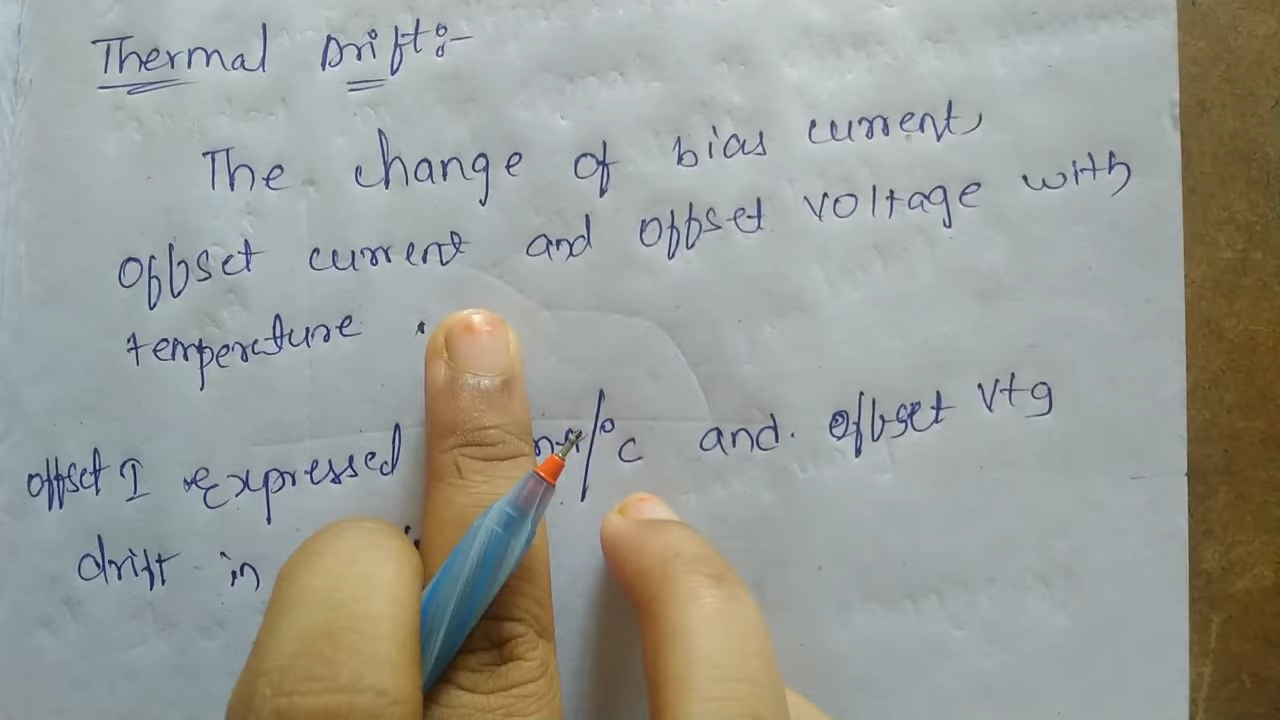 Thermal Drift:-
The change of bias current,
offset current and offset voltage with
temperature .
offset I expressed /°c and. offset vtg
drift in